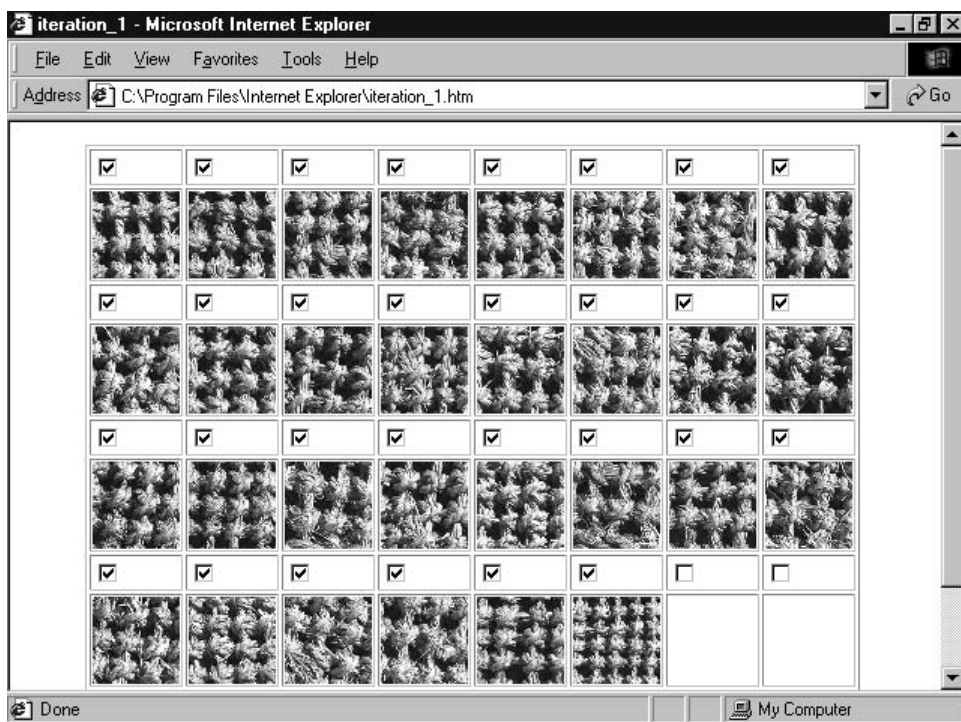 iteration_1 - Microsoft Internet Explorer
File Edit View Favorites Tools Help
Address C:\Program Files\Internet Explorer\iteration_1.htm Go
Done My Computer